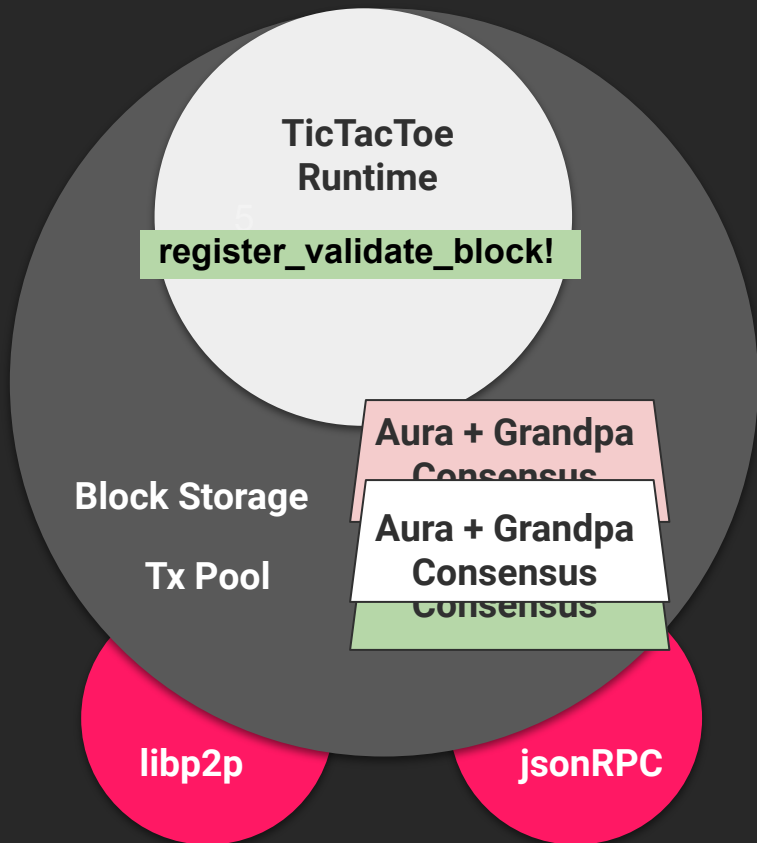 TicTacToe
Runtime
5
register_validate_block!
Aura + Grandpa
Consensus
Block Storage
Aura + Grandpa
Consensus
Tx Pool
Consensus
libp2p
jsonRPC